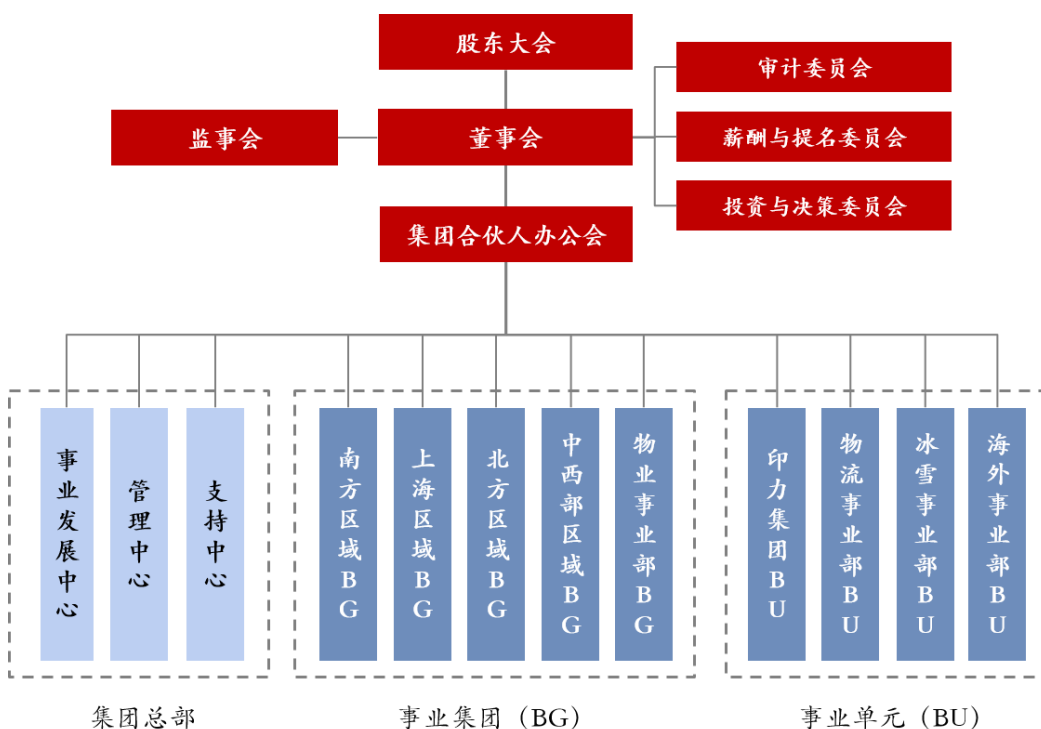 股东大会
审计委员会
监事会
董事会
薪酬与提名委员会
投资与决策委员会
集团合伙人办公会
事业发展中心
管理中心
支持中心
南方区域BG
上海区域BG
北方区域BG
中西部区域BG
物业事业部BG
印力集团BU
物流事业部BU
冰雪事业部BU
海外事业部BU
集团总部
事业集团（BG）
事业单元（BU）